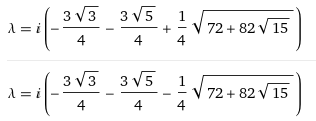 λ = i (− 3√3/4 − 3√5/4 + 1/4 √(72 + 82√15))
λ = i (− 3√3/4 − 3√5/4 − 1/4 √(72 + 82√15))